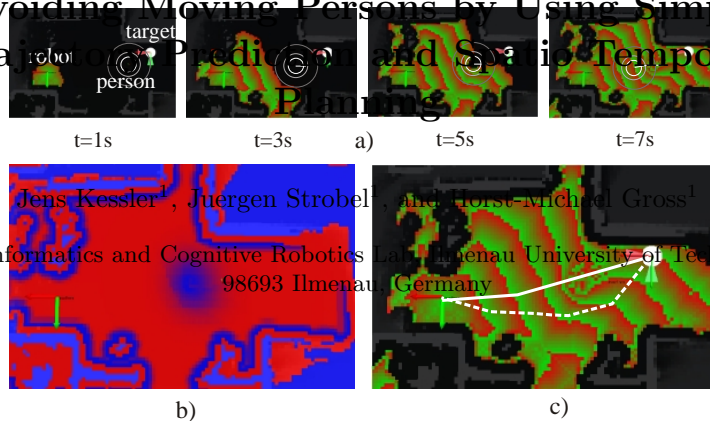 voiding Moving Persons by Using Simp
ajectory Prediction and Spatio Tempo
Planning
target
robot
person
t=1s
t=3s
t=5s
t=7s
a)
Jens Kessler1, Juergen Strobel1, and Horst-Michael Gross1
nformatics and Cognitive Robotics Lab, Ilmenau University of Tec
98693 Ilmenau, Germany
b)
c)